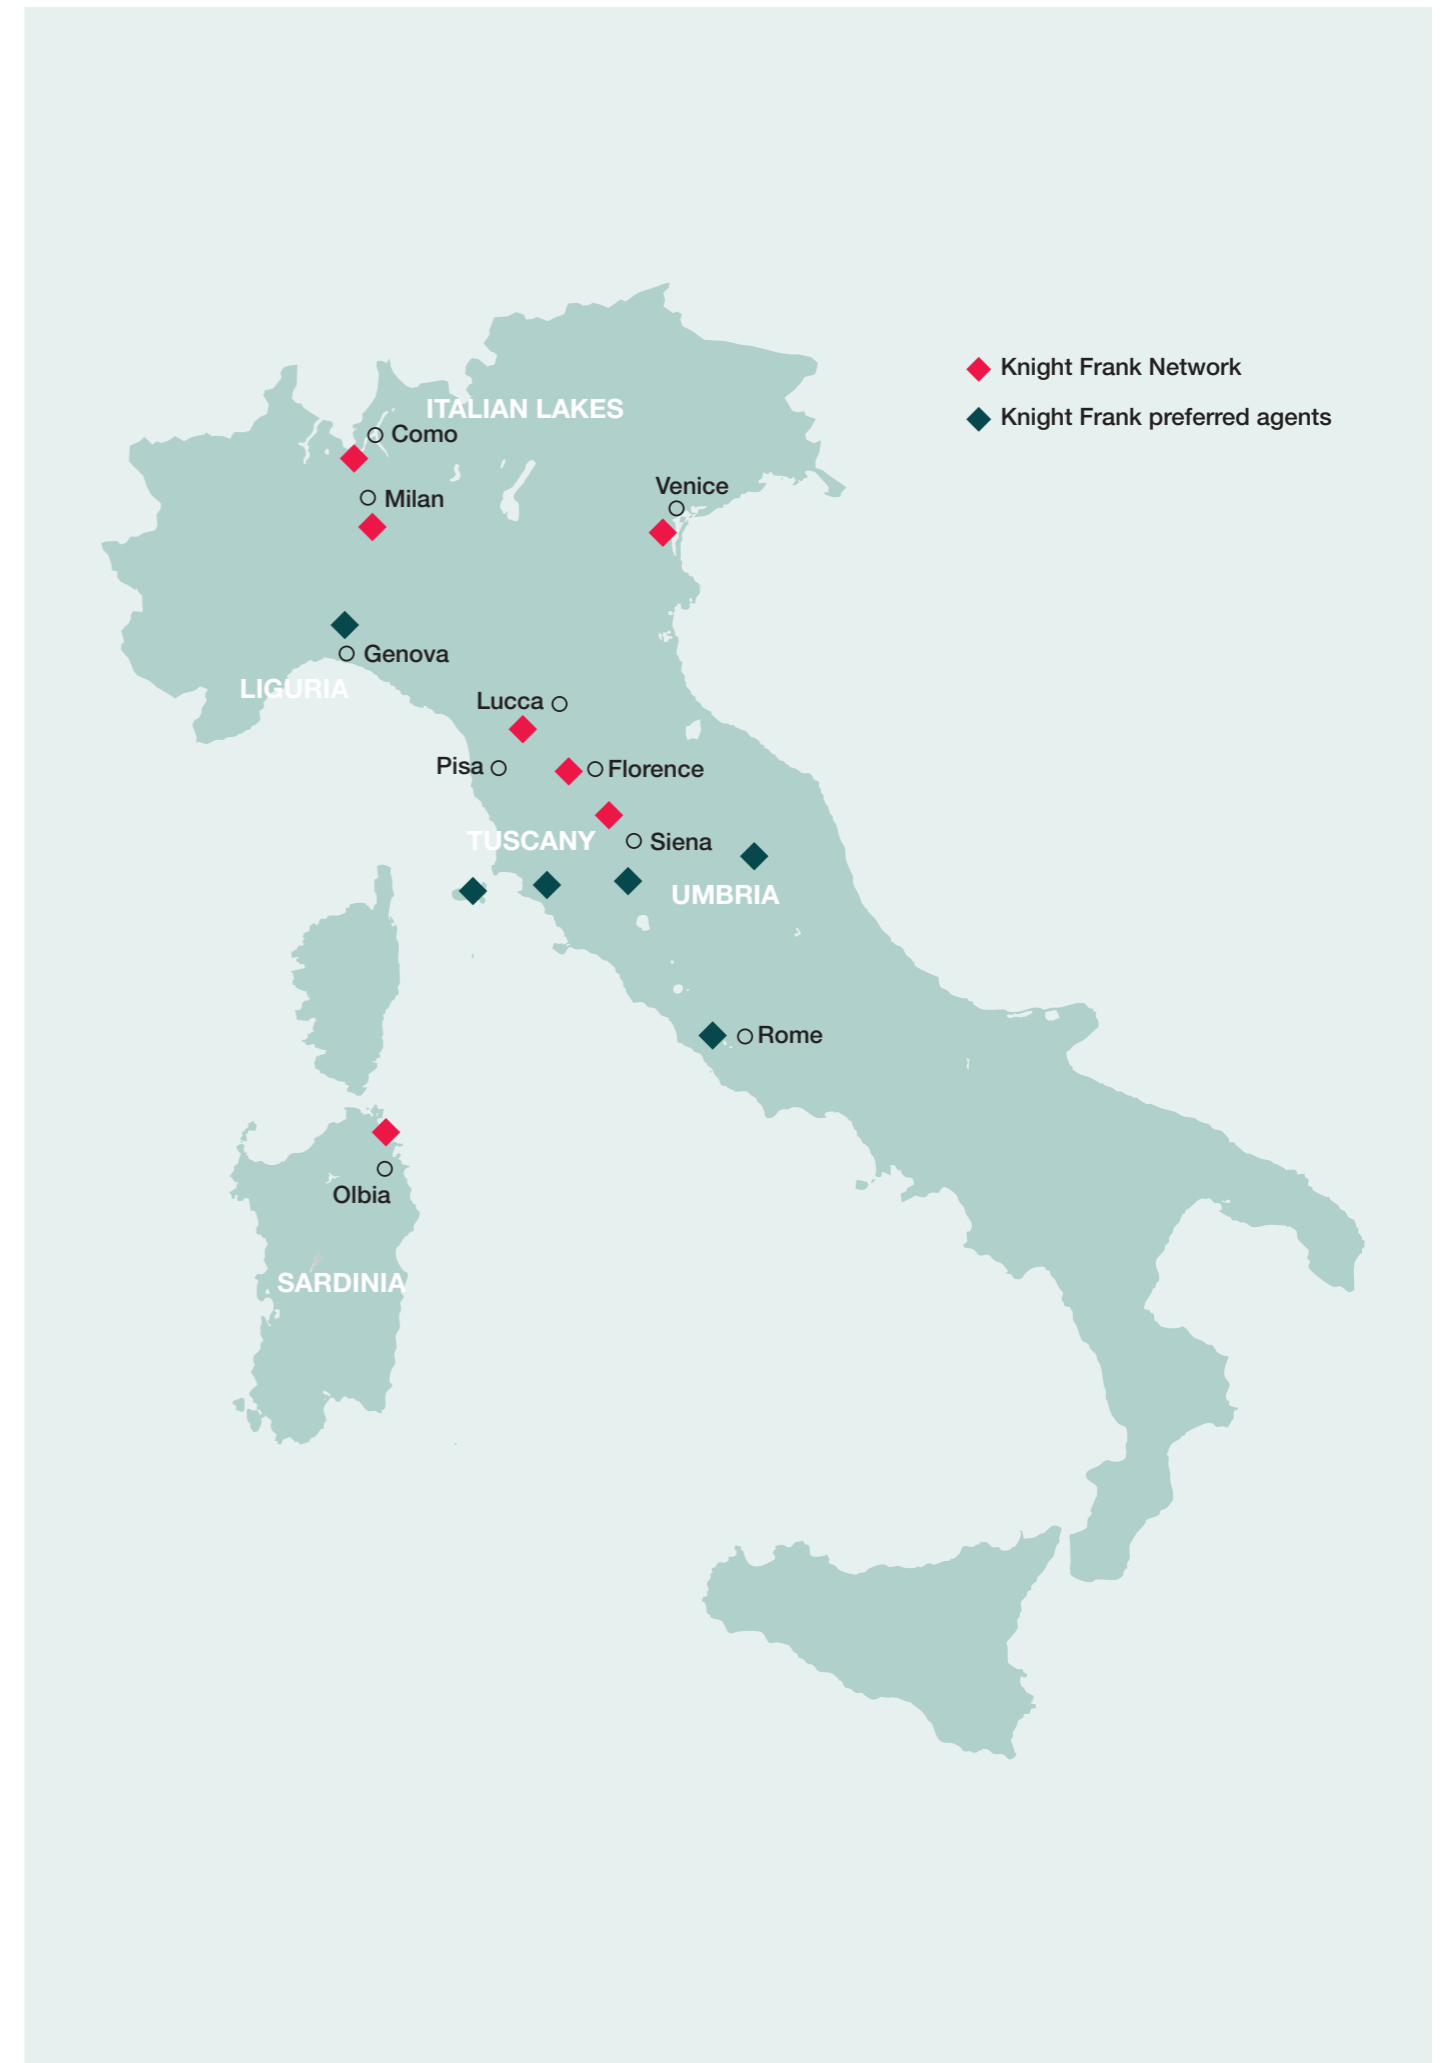 Knight Frank Network
ITALIAN LAKES
Knight Frank preferred agents
Como
Venice
Milan
Genova
LIGURIA
Lucca
Pisa
Florence
TUSCANY
Siena
UMBRIA
Rome
Olbia
SARDINIA